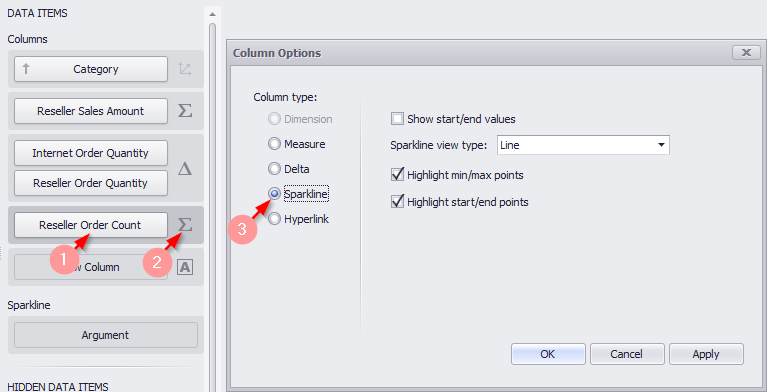 DATA ITEMS
Columns
Category
Reseller Sales Amount
Σ
Internet Order Quantity
Reseller Order Quantity
Δ
Reseller Order Count
Σ
1
2
w Column
A
Sparkline
Argument
HIDDEN DATA ITEMS
Column Options
Column type:
Dimension
Measure
Delta
Sparkline
3
Hyperlink
Show start/end values
Sparkline view type:
Line
Highlight min/max points
Highlight start/end points
OK
Cancel
Apply